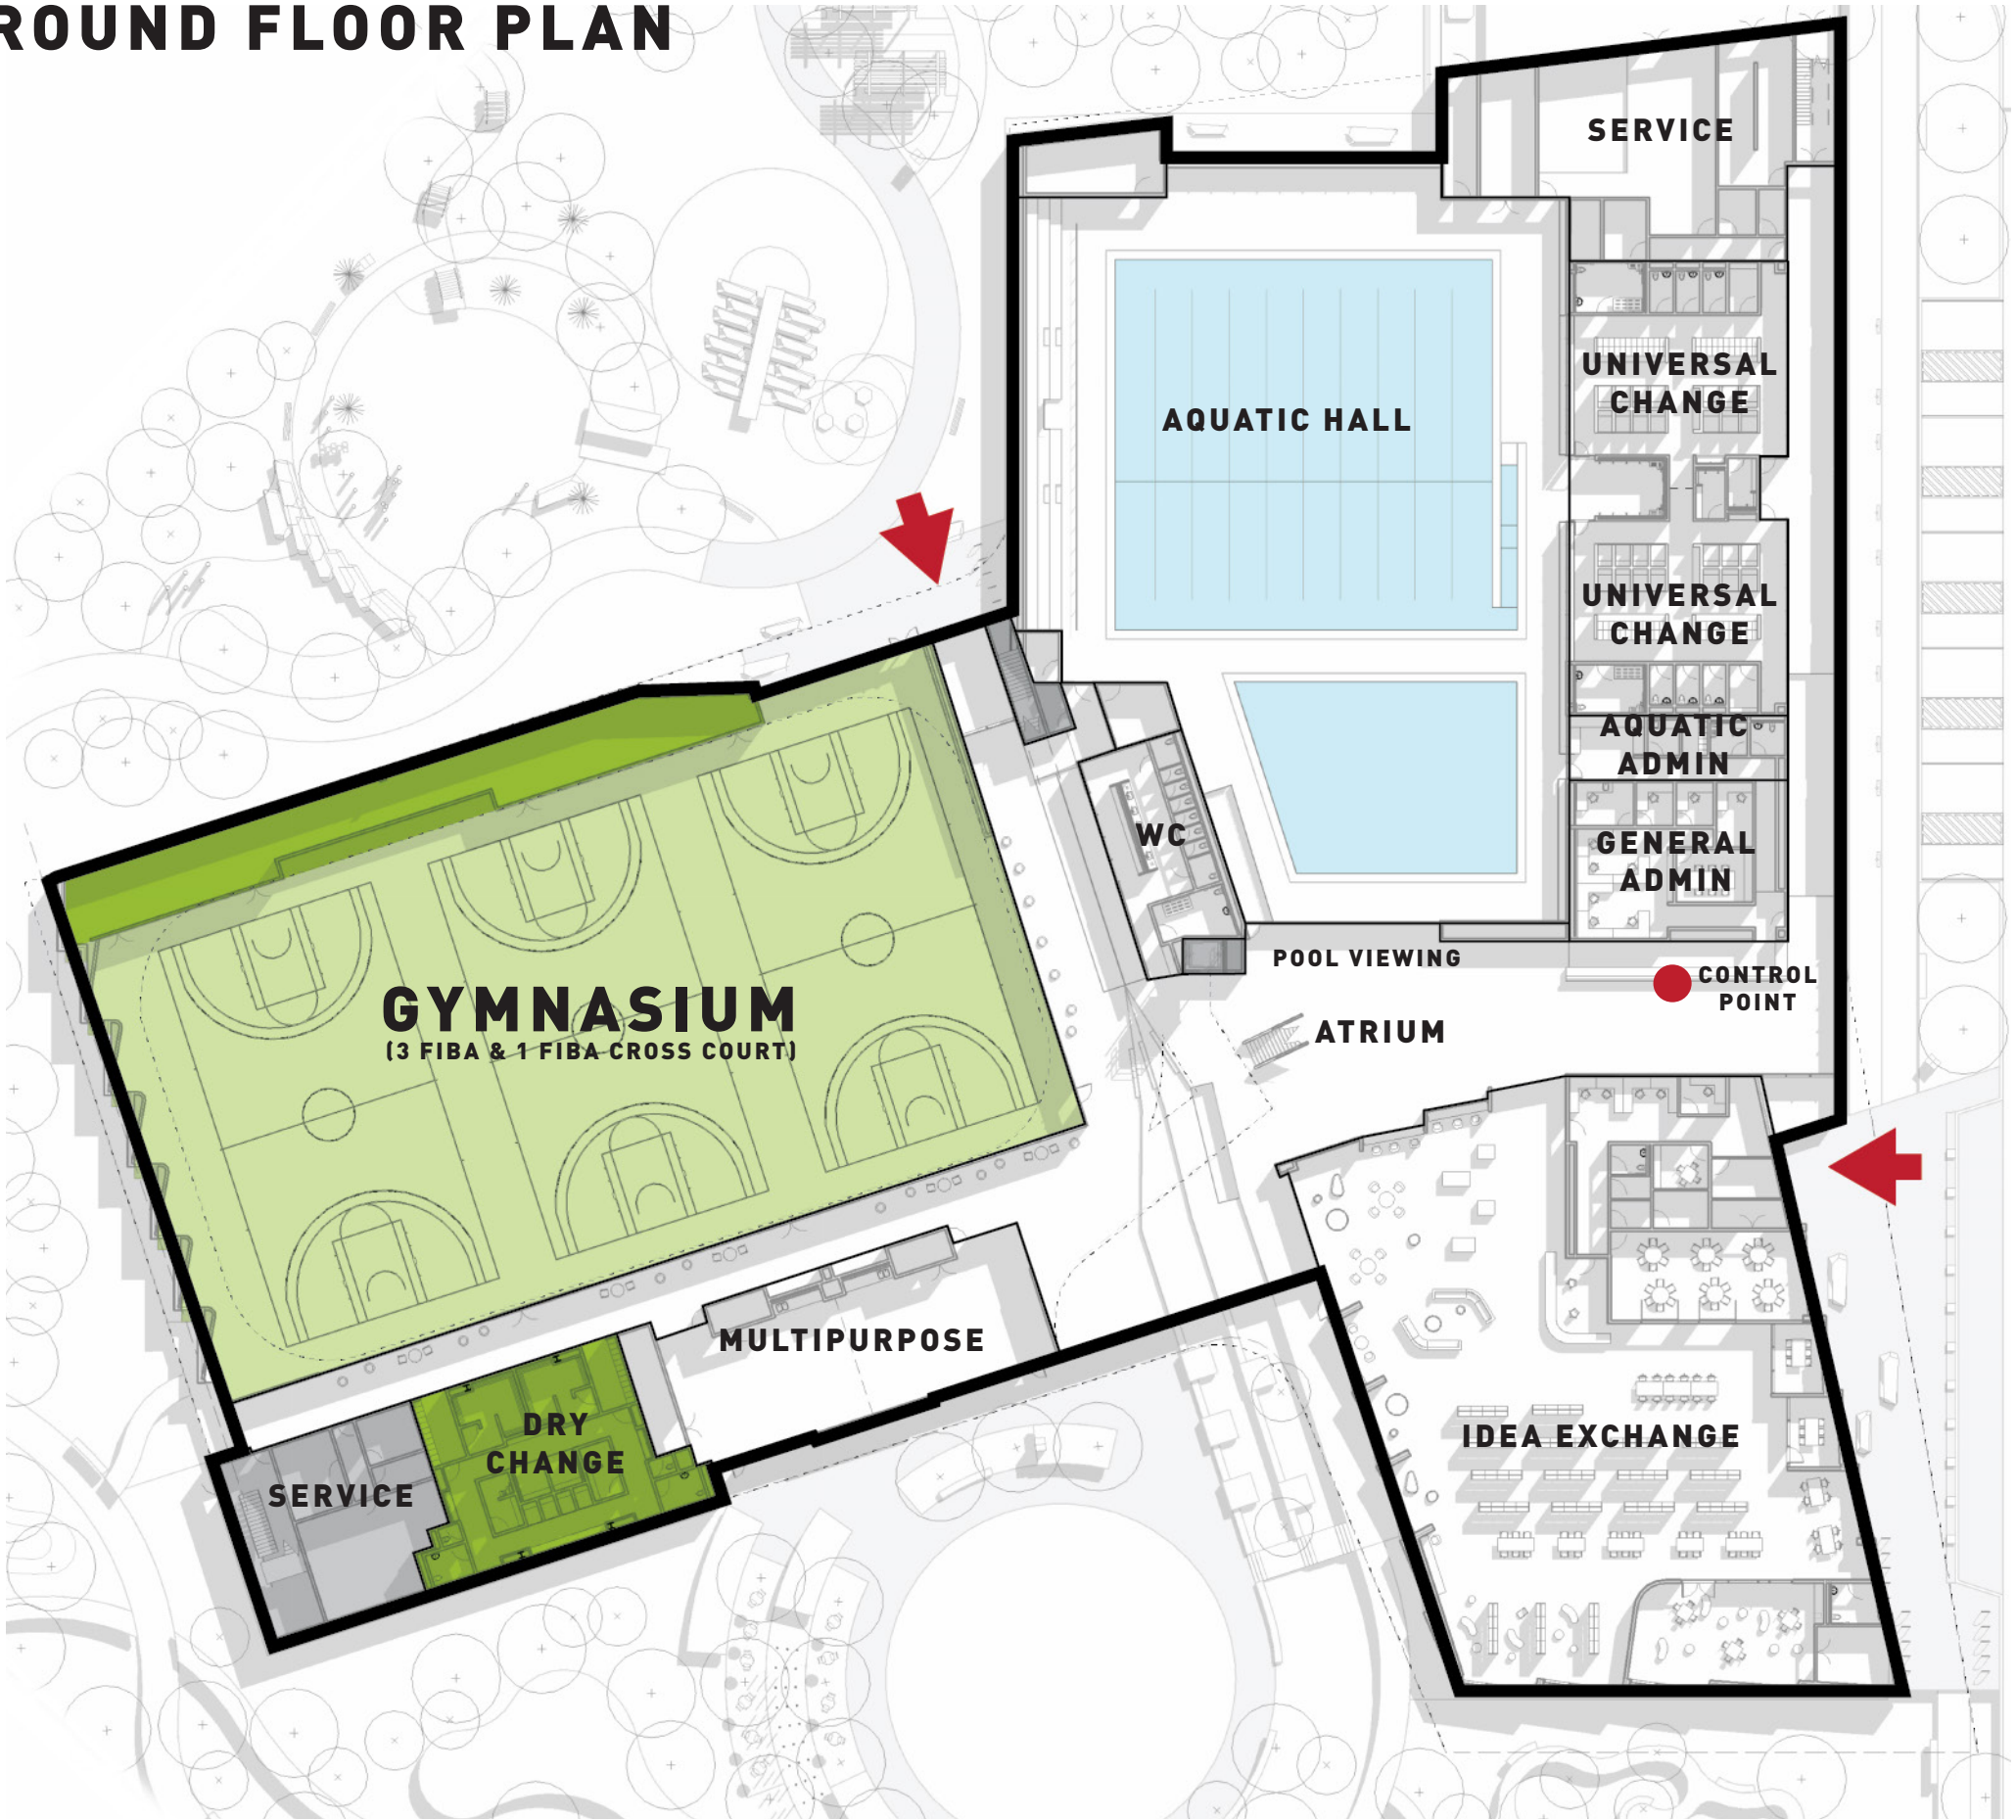 ROUND FLOOR PLAN
SERVICE
UNIVERSAL
CHANGE
AQUATIC HALL
UNIVERSAL
CHANGE
AQUATIC
ADMIN
WC
GENERAL
ADMIN
POOL VIEWING
CONTROL
POINT
GYMNASIUM
(3 FIBA & 1 FIBA CROSS COURT)
ATRIUM
MULTIPURPOSE
DRY
CHANGE
IDEA EXCHANGE
SERVICE